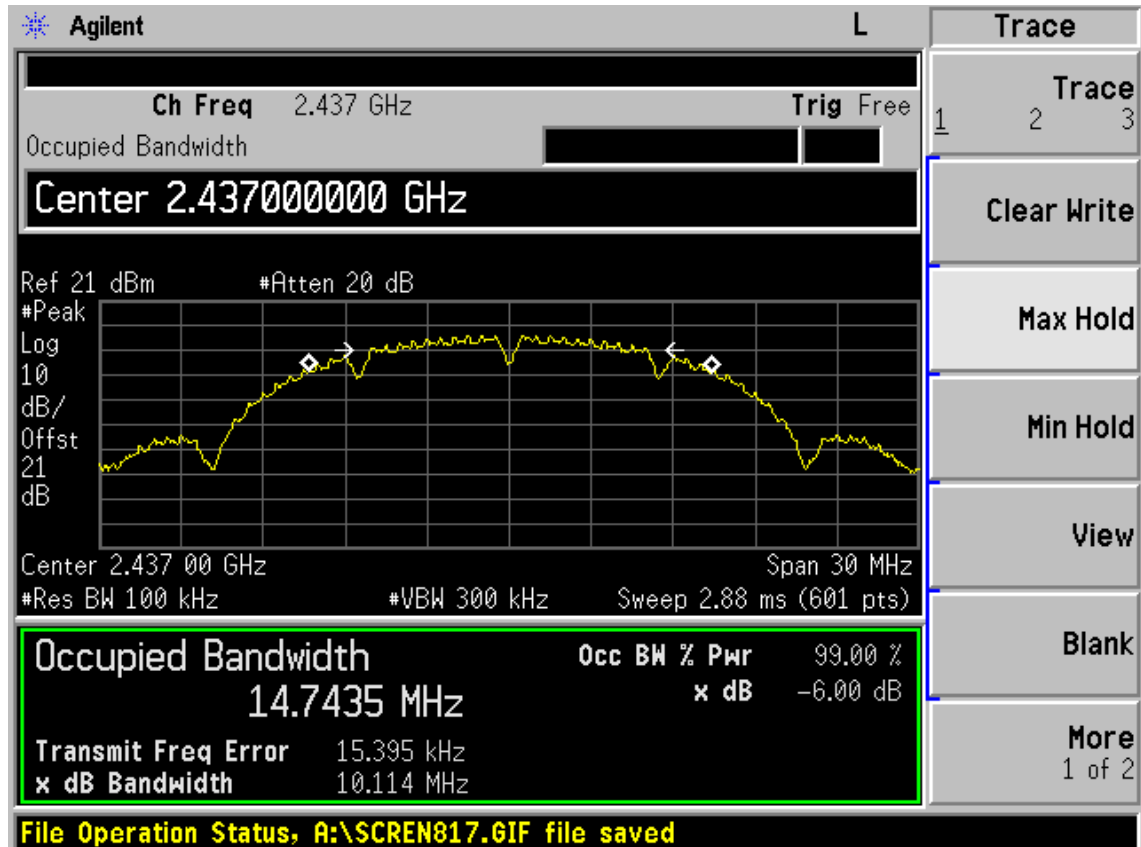 Agilent L
Ch Freq 2.437 GHz Trig Free
Occupied Bandwidth
Center 2.437000000 GHz
Ref 21 dBm #Atten 20 dB
#Peak
Log
10
dB/
Offst
21
dB
Center 2.437 00 GHz Span 30 MHz
#Res BW 100 kHz #VBW 300 kHz Sweep 2.88 ms (601 pts)
Occupied Bandwidth
14.7435 MHz
Occ BW % Pwr 99.00 %
x dB -6.00 dB
Transmit Freq Error 15.395 kHz
x dB Bandwidth 10.114 MHz
File Operation Status, A:\SCREN817.GIF file saved
Trace
Trace
1 2 3
Clear Write
Max Hold
Min Hold
View
Blank
More
1 of 2